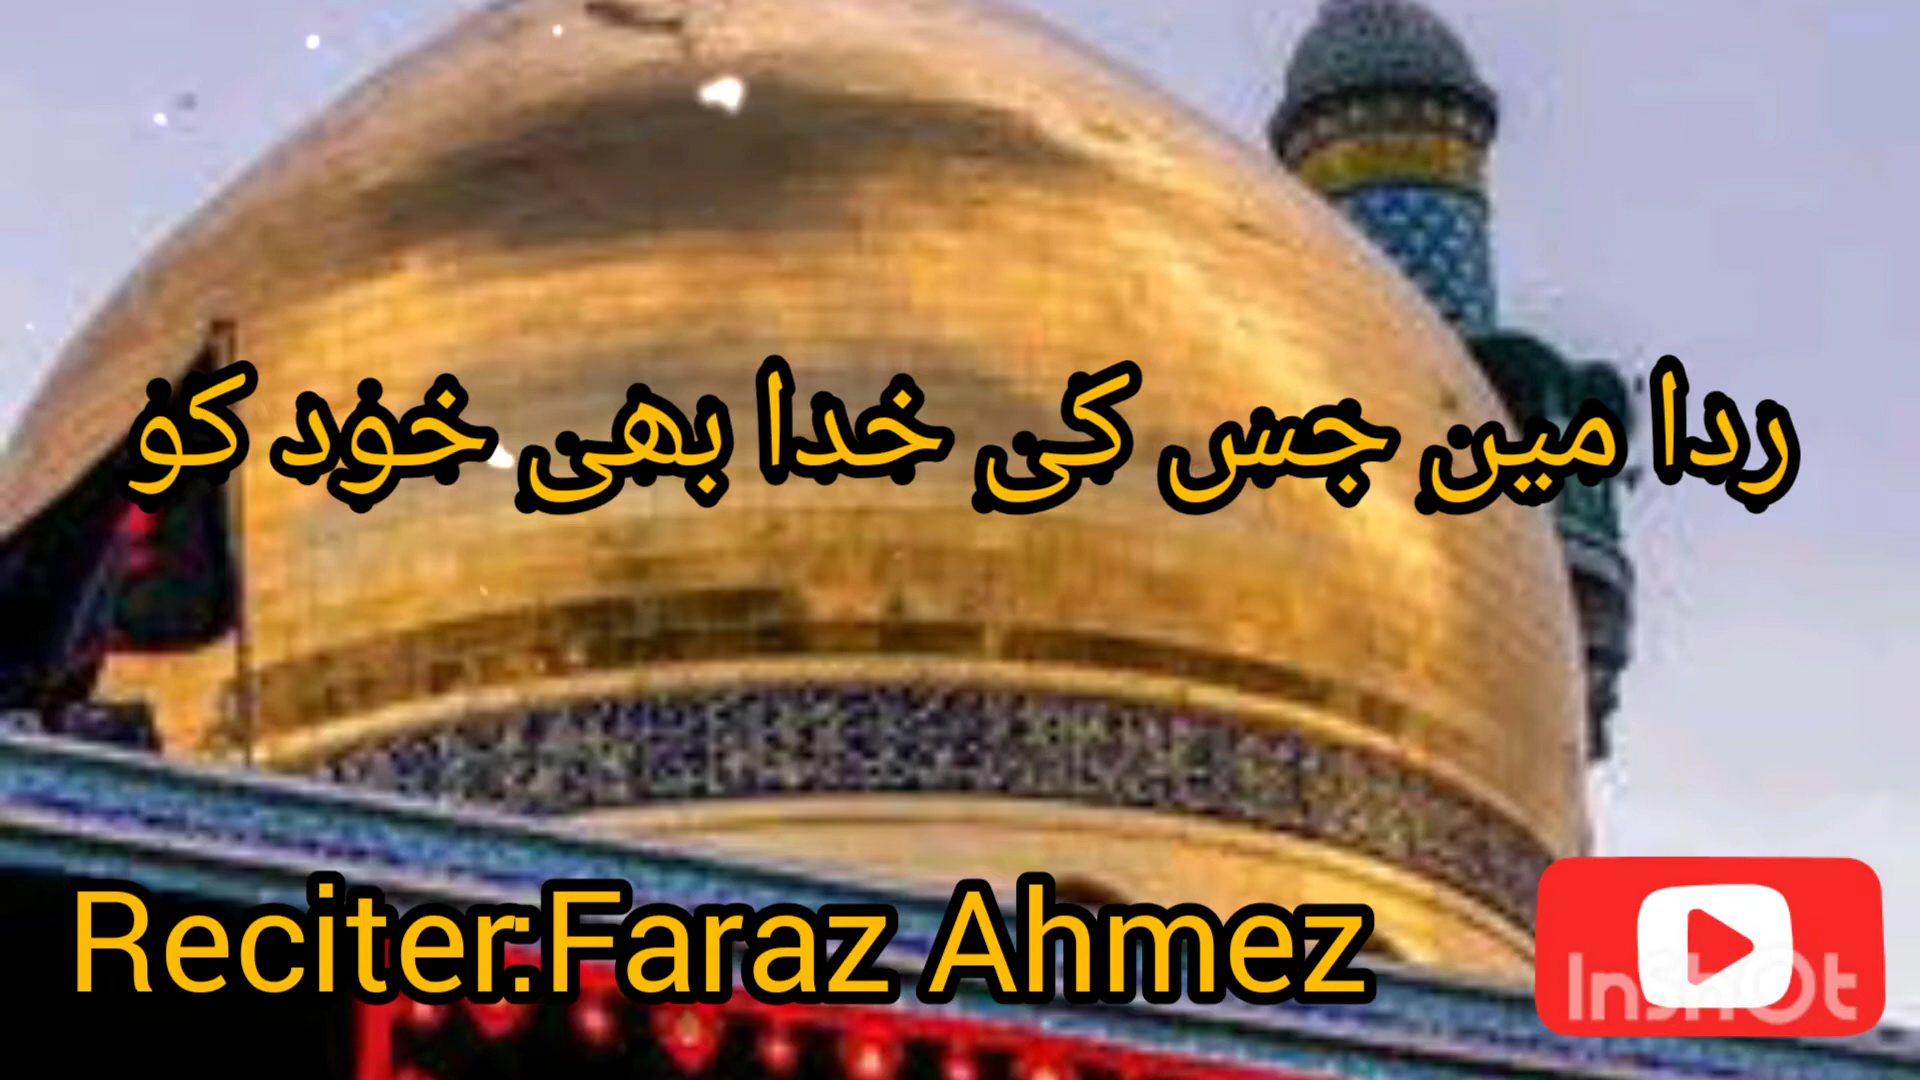 ردا میں جس کی خدا بھی خود کو
Reciter:Faraz Ahmez
InShOt